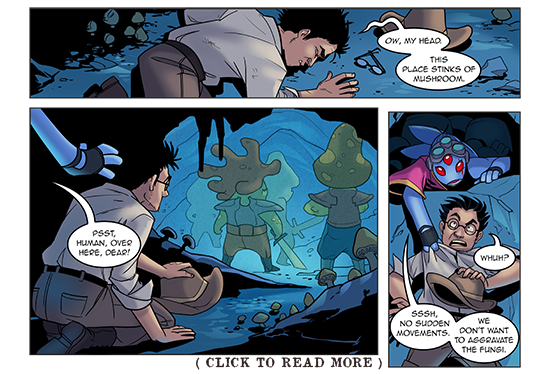 OW, MY HEAD.
THIS
PLACE STINKS OF
MUSHROOM.
PSST,
HUMAN, OVER
HERE, DEAR!
WHUH?
SSSH,
NO SUDDEN
MOVEMENTS.
WE
DON'T WANT
TO AGGRAVATE
THE FUNGI.
( CLICK TO READ MORE )